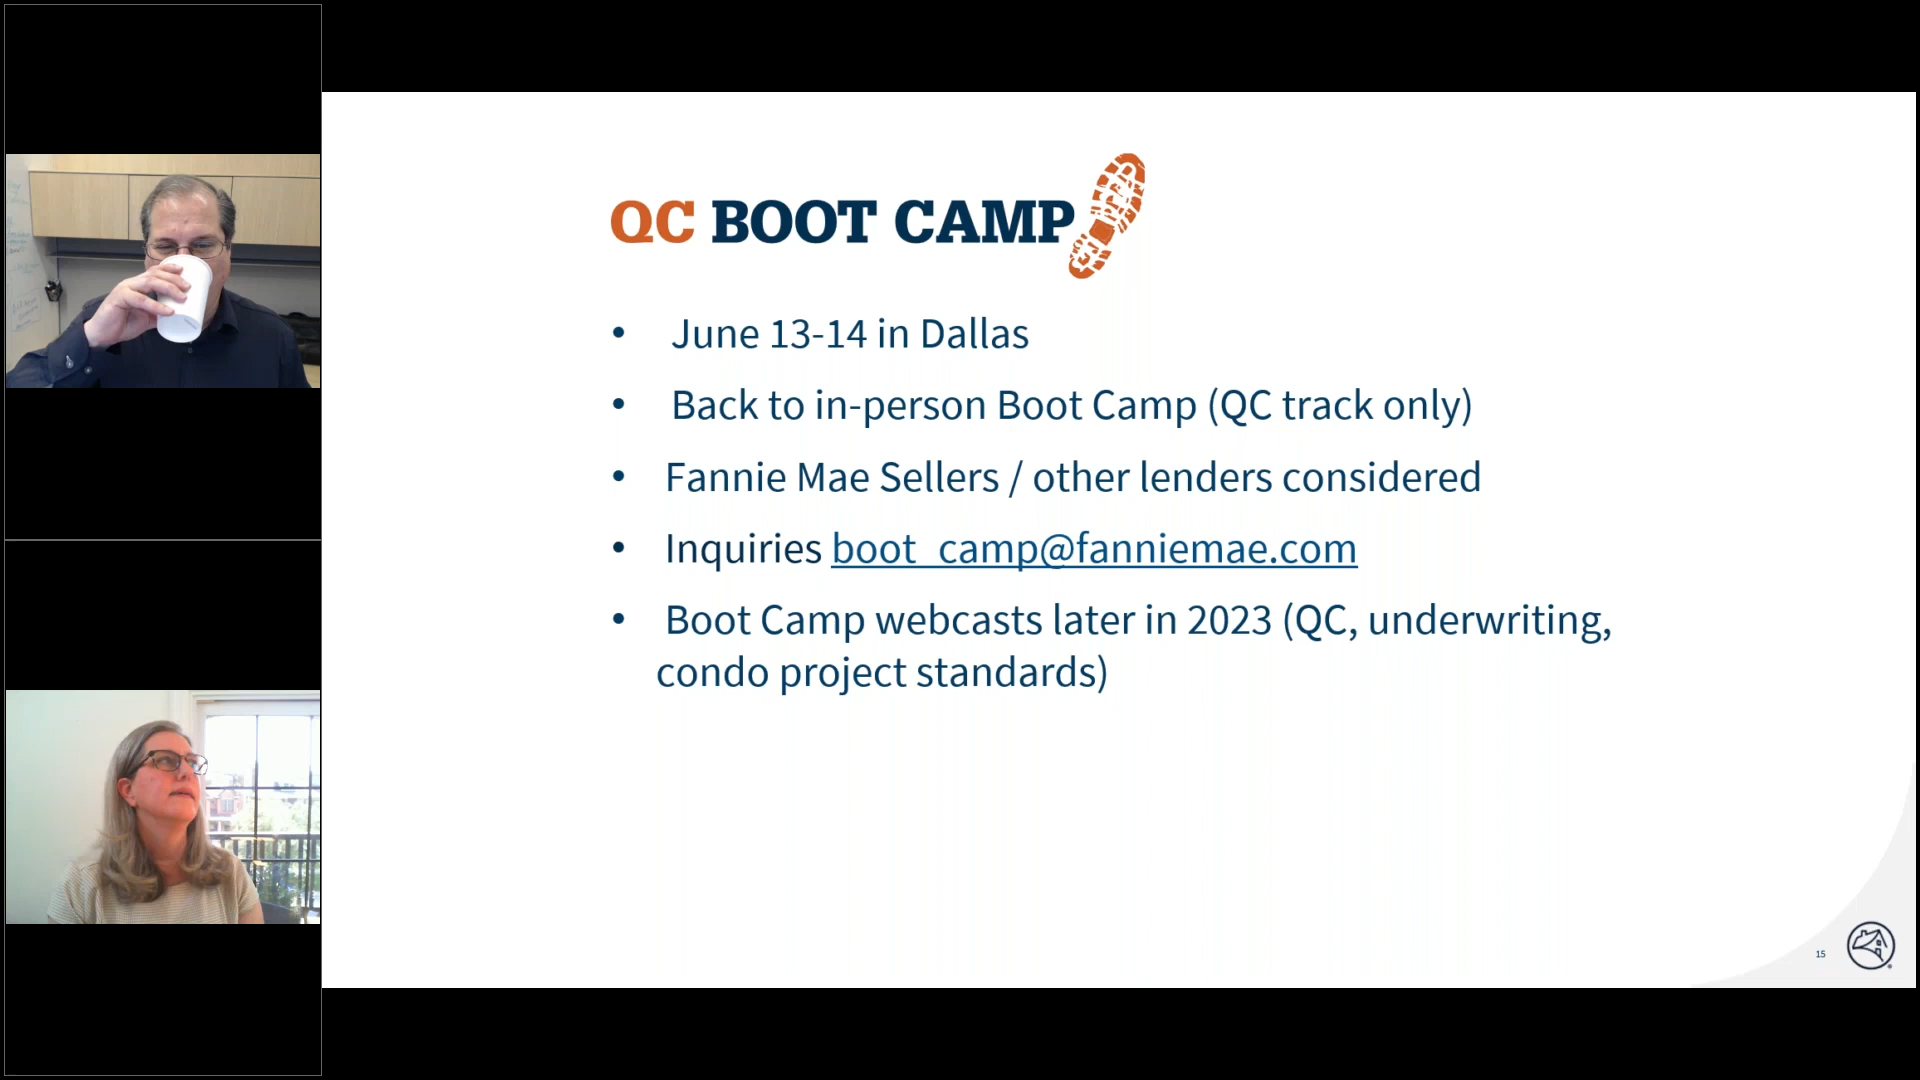 QC BOOT CAMP
• June 13-14 in Dallas
• Back to in-person Boot Camp (QC track only)
• Fannie Mae Sellers / other lenders considered
• Inquiries boot_camp@fanniemae.com
• Boot Camp webcasts later in 2023 (QC, underwriting,
condo project standards)
15